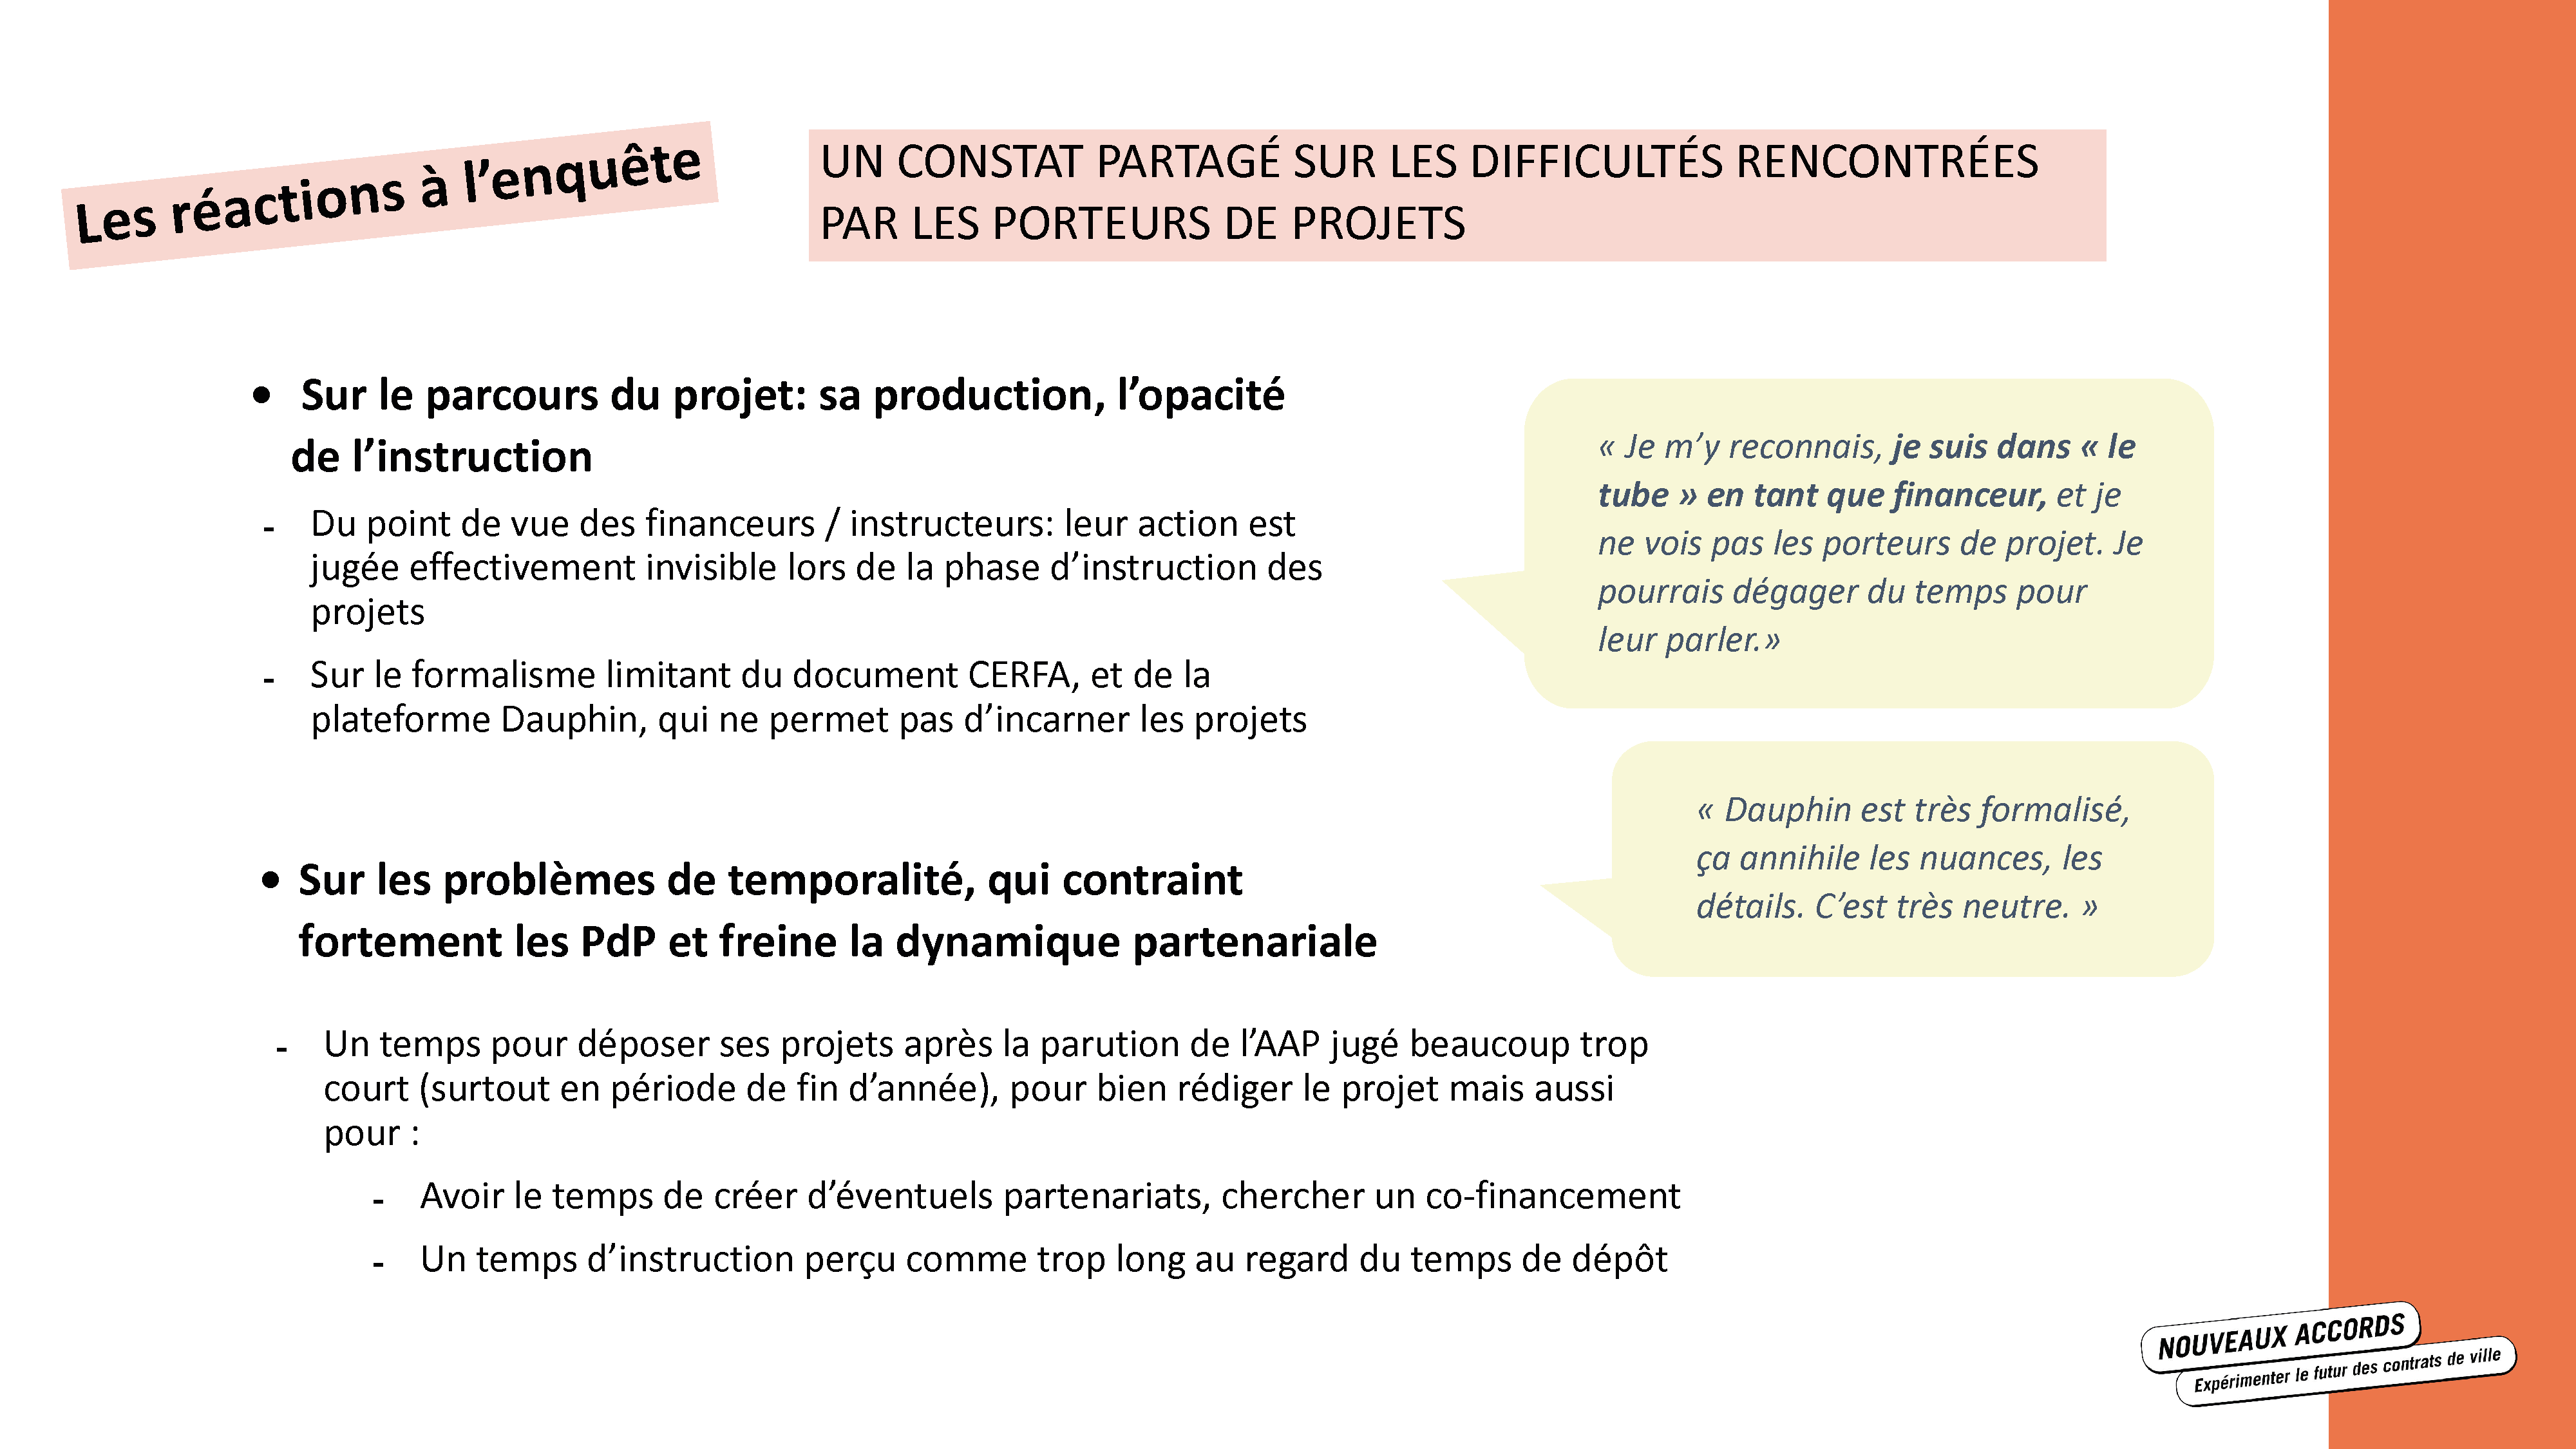 Les réactions à l’enquête
UN CONSTAT PARTAGÉ SUR LES DIFFICULTÉS RENCONTRÉES
PAR LES PORTEURS DE PROJETS
• Sur le parcours du projet: sa production, l’opacité
de l’instruction
- Du point de vue des financeurs / instructeurs: leur action est
jugée effectivement invisible lors de la phase d’instruction des
projets
- Sur le formalisme limitant du document CERFA, et de la
plateforme Dauphin, qui ne permet pas d’incarner les projets
« Je m’y reconnais, je suis dans « le
tube » en tant que financeur, et je
ne vois pas les porteurs de projet. Je
pourrais dégager du temps pour
leur parler.»
« Dauphin est très formalisé,
ça annihile les nuances, les
détails. C’est très neutre. »
• Sur les problèmes de temporalité, qui contraint
fortement les PdP et freine la dynamique partenariale
- Un temps pour déposer ses projets après la parution de l’AAP jugé beaucoup trop
court (surtout en période de fin d’année), pour bien rédiger le projet mais aussi
pour :
- Avoir le temps de créer d’éventuels partenariats, chercher un co-financement
- Un temps d’instruction perçu comme trop long au regard du temps de dépôt
NOUVEAUX ACCORDS
Expérimenter le futur des contrats de ville